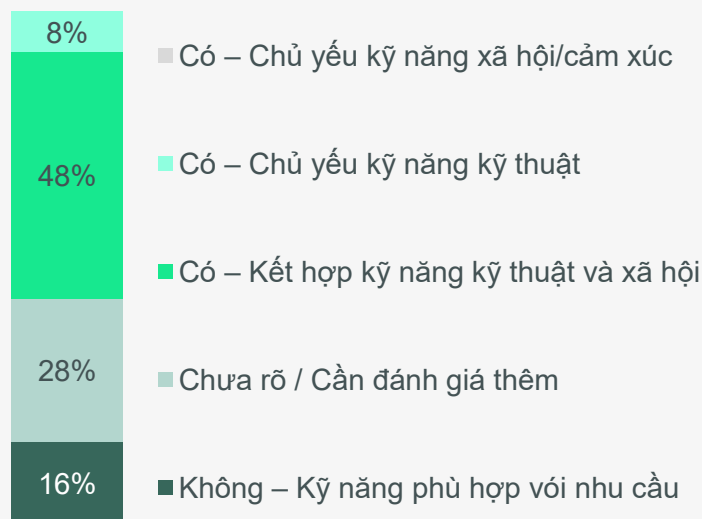 8%
48%
28%
16%
Có – Chủ yếu kỹ năng xã hội/cảm xúc
Có – Chủ yếu kỹ năng kỹ thuật
Có – Kết hợp kỹ năng kỹ thuật và xã hội
Chưa rõ / Cần đánh giá thêm
Không – Kỹ năng phù hợp vói nhu cầu